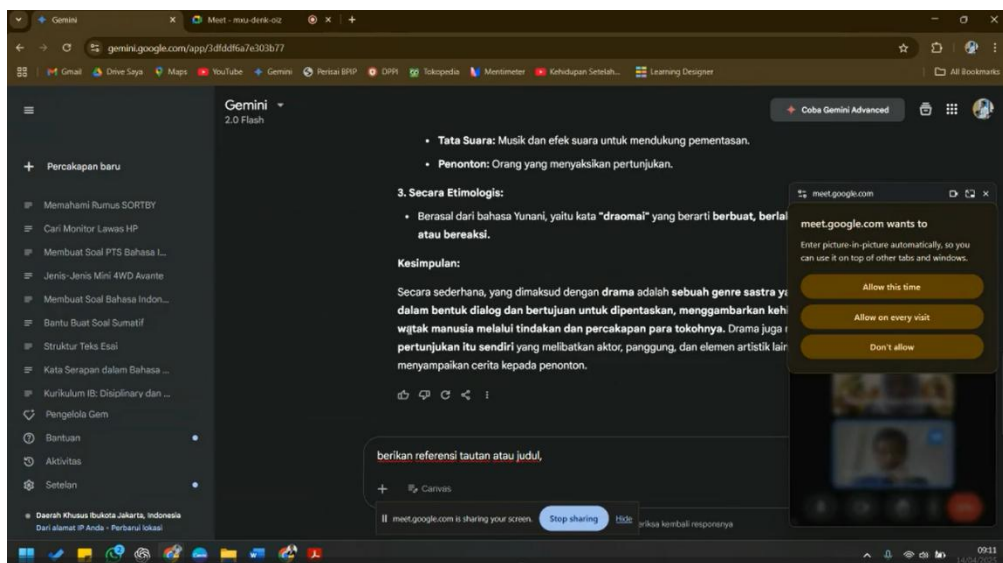 Gemini
Meet - mxu-denk-oiz
gemini.google.com/app/3dfddf6a7e303b77
Gmail
Drive Saya
Maps
YouTube
Gemini
Perisai BPIP
DPPI
Tokopedia
Mentimeter
Kehidupan Setelah...
Learning Designer
All Bookmarks
Gemini
2.0 Flash
Coba Gemini Advanced
Percakapan baru
Memahami Rumus SORTBY
Cari Monitor Lawas HP
Membuat Soal PTS Bahasa I...
Jenis-Jenis Mini 4WD Avante
Membuat Soal Bahasa Indon...
Bantu Buat Soal Sumatif
Struktur Teks Esai
Kata Serapan dalam Bahasa ...
Kurikulum IB: Disiplinary dan ...
Pengelola Gem
Bantuan
Aktivitas
Setelan
Daerah Khusus Ibukota Jakarta, Indonesia
Dari alamat IP Anda • Perbarui lokasi
• Tata Suara: Musik dan efek suara untuk mendukung pementasan.
• Penonton: Orang yang menyaksikan pertunjukan.
3. Secara Etimologis:
• Berasal dari bahasa Yunani, yaitu kata "draomai" yang berarti berbuat, berlal
atau bereaksi.
Kesimpulan:
Secara sederhana, yang dimaksud dengan drama adalah sebuah genre sastra ya
dalam bentuk dialog dan bertujuan untuk dipentaskan, menggambarkan kehi
watak manusia melalui tindakan dan percakapan para tokohnya. Drama juga
pertunjukan itu sendiri yang melibatkan aktor, panggung, dan elemen artistik lain
menyampaikan cerita kepada penonton.
berikan referensi tautan atau judul,
Canvas
meet.google.com is sharing your screen.
Stop sharing
Hide
eriksa kembali responsnya
meet.google.com
meet.google.com wants to
Enter picture-in-picture automatically, so you
can use it on top of other tabs and windows.
Allow this time
Allow on every visit
Don't allow
09:11
14/04/2025